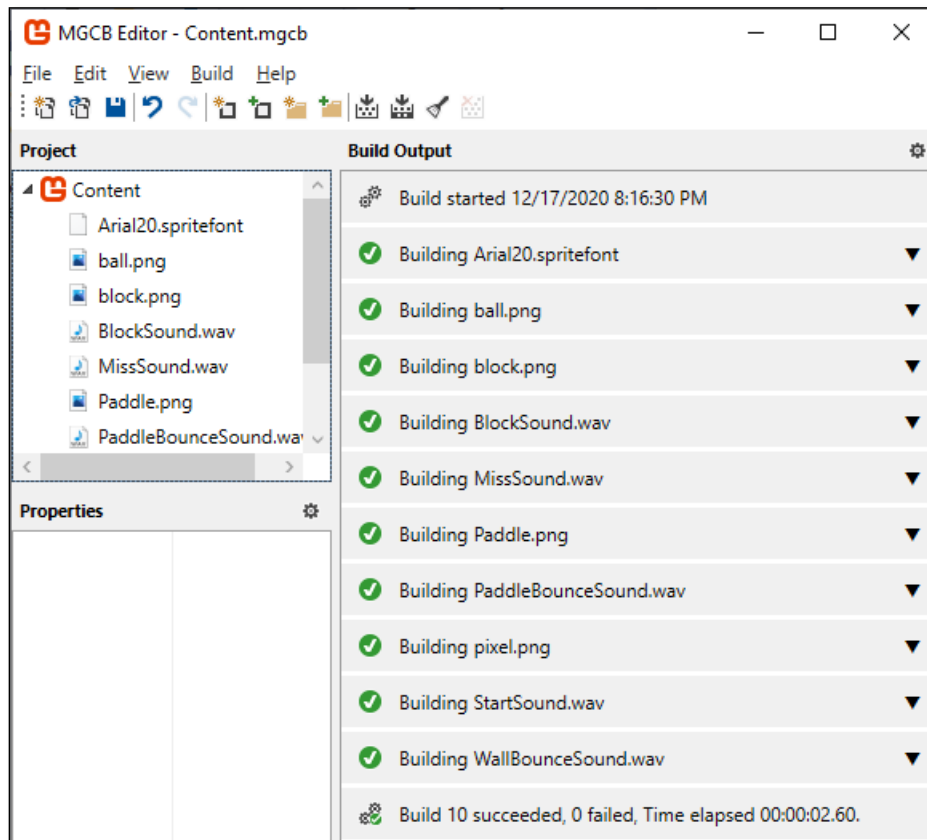 MGCB Editor - Content.mgcb
File Edit View Build Help
Project
Content
Arial20.spritefont
ball.png
block.png
BlockSound.wav
MissSound.wav
Paddle.png
PaddleBounceSound.wav
Properties
Build Output
Build started 12/17/2020 8:16:30 PM
Building Arial20.spritefont
Building ball.png
Building block.png
Building BlockSound.wav
Building MissSound.wav
Building Paddle.png
Building PaddleBounceSound.wav
Building pixel.png
Building StartSound.wav
Building WallBounceSound.wav
Build 10 succeeded, 0 failed, Time elapsed 00:00:02.60.